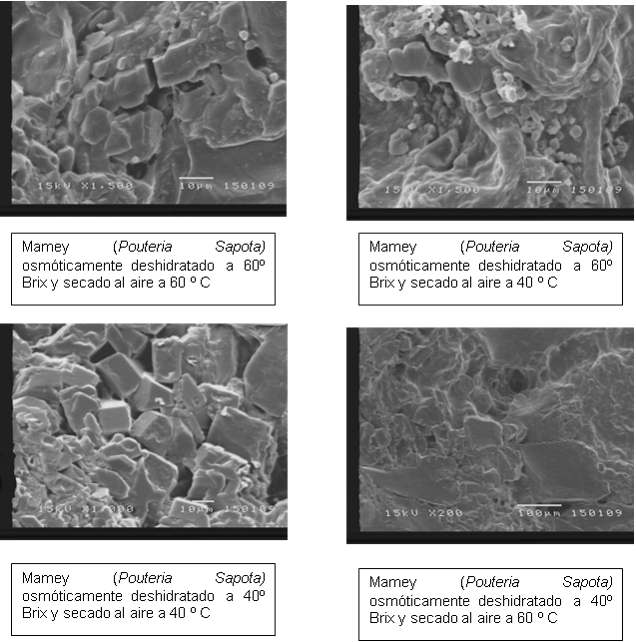 15kV X1,500 10µm 150109
15kV X1,500 10µm 150109
Mamey (Pouteria Sapota)
osmóticamente deshidratado a 60º
Brix y secado al aire a 60 º C
Mamey (Pouteria Sapota)
osmóticamente deshidratado a 60º
Brix y secado al aire a 40 º C
15kV 10µm 150109
15kV X200 100µm 150109
Mamey (Pouteria Sapota)
osmóticamente deshidratado a 40º
Brix y secado al aire a 40 º C
Mamey (Pouteria Sapota)
osmóticamente deshidratado a 40º
Brix y secado al aire a 60 º C